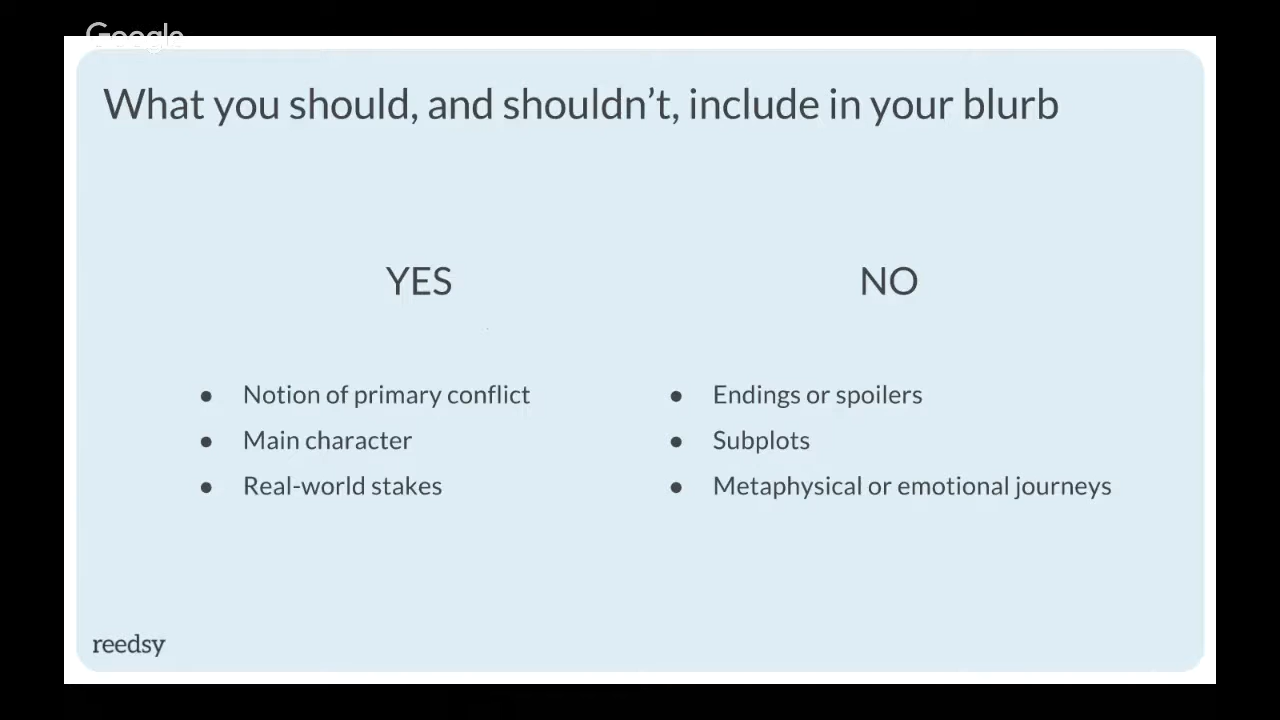 Google
What you should, and shouldn’t, include in your blurb
YES
● Notion of primary conflict
● Main character
● Real-world stakes
NO
● Endings or spoilers
● Subplots
● Metaphysical or emotional journeys
reedsy